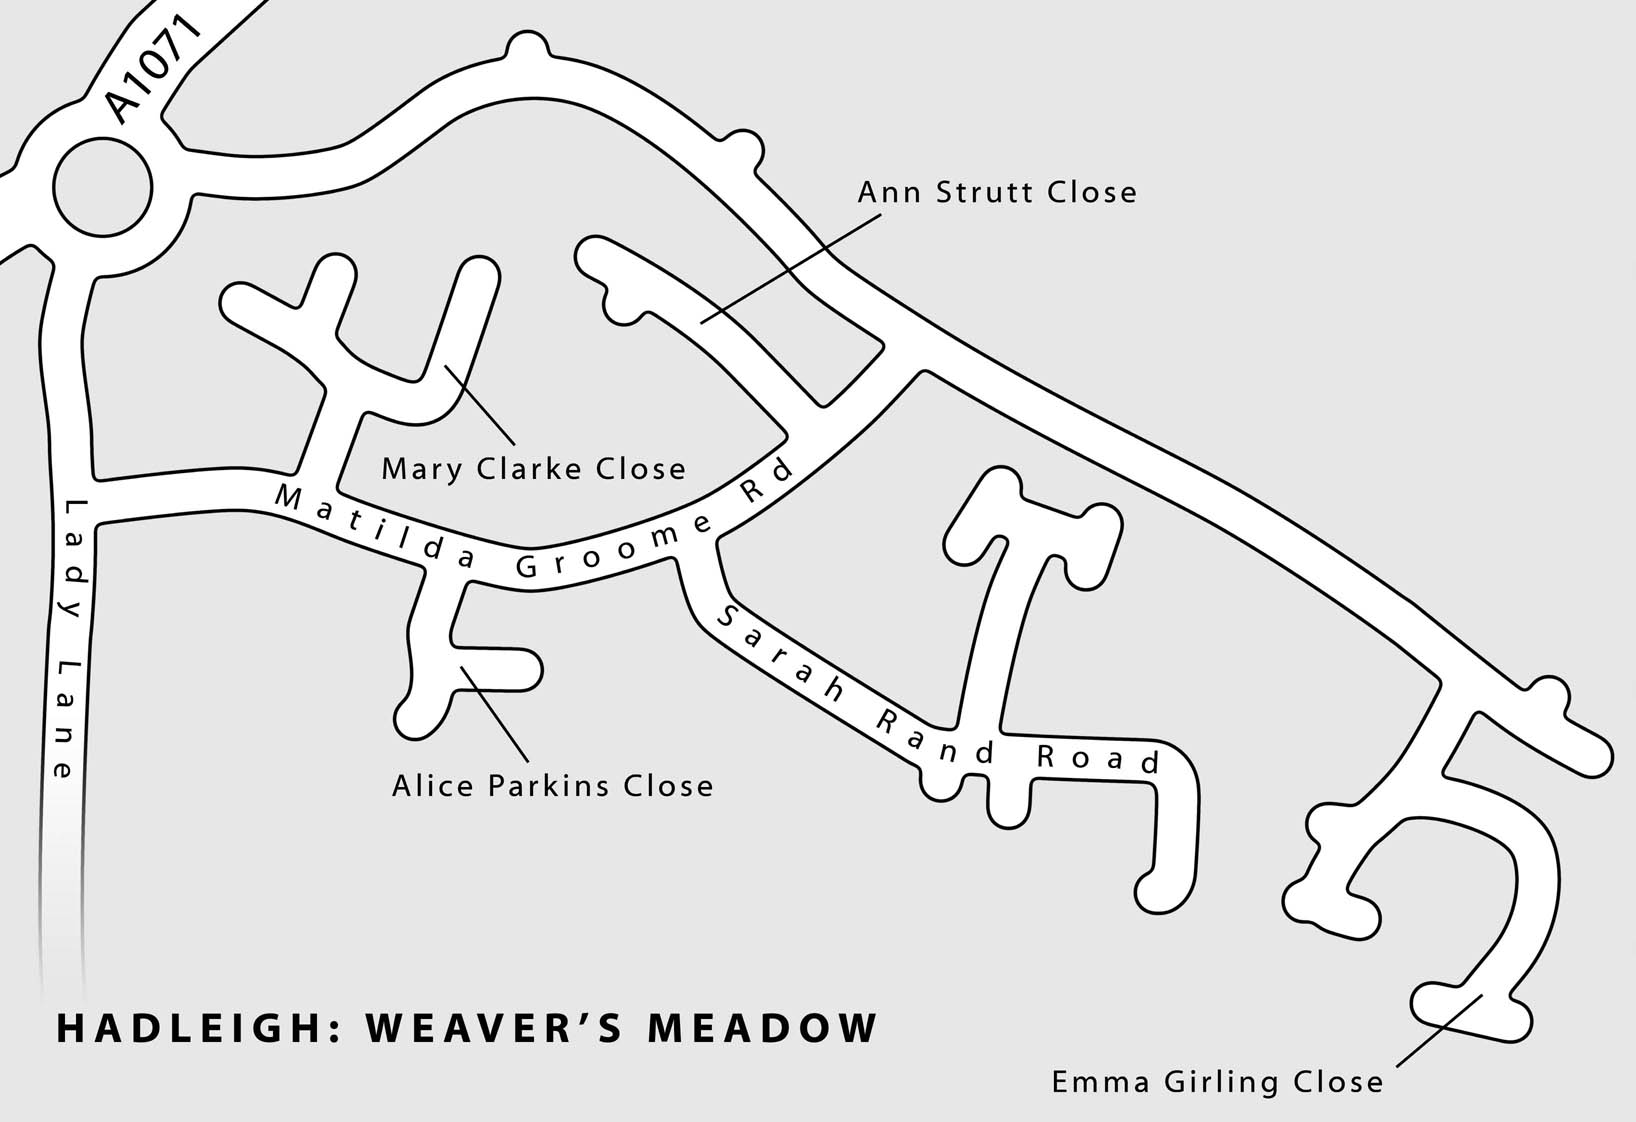 A1071
Ann Strutt Close
Mary Clarke Close
Matilda Groome Rd
Lady Lane
Sarah Rand Road
Alice Parkins Close
HADLEIGH: WEAVER’S MEADOW
Emma Girling Close